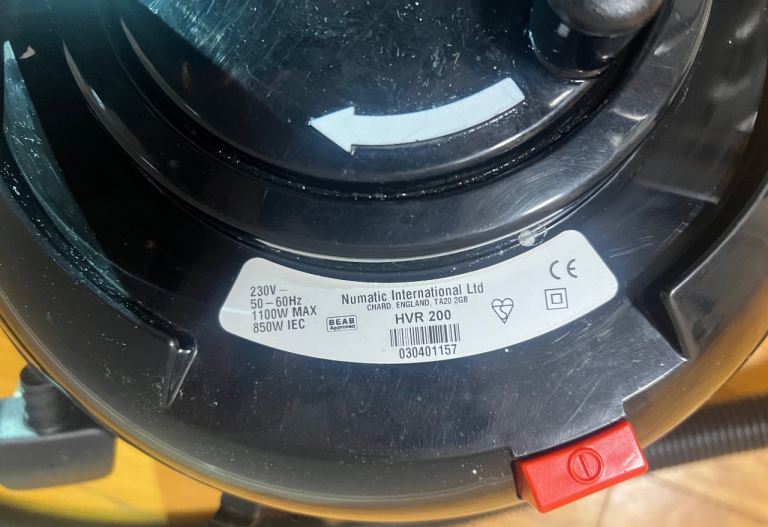 230V~
50-60Hz
1100W MAX
850W IEC
BEAB
Approved
Numatic International Ltd
CHARD, ENGLAND, TA20 2GB
HVR 200
030401157
CE